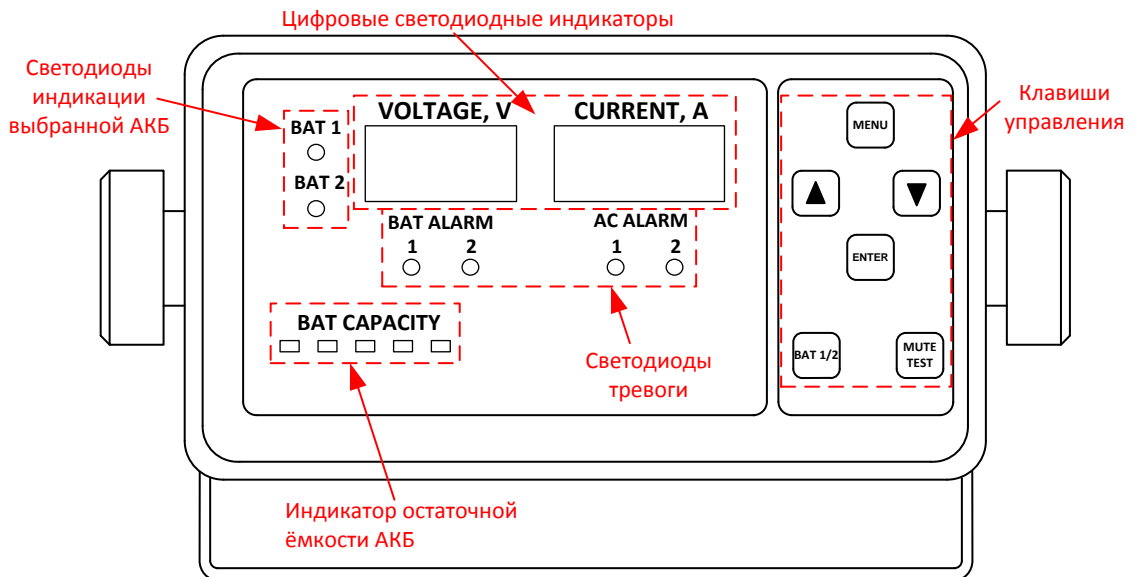 Цифровые светодиодные индикаторы
Светодиоды
индикации
выбранной АКБ
BAT 1
BAT 2
VOLTAGE, V
CURRENT, A
BAT ALARM
1 2
AC ALARM
1 2
BAT CAPACITY
MENU
ENTER
BAT 1/2
MUTE
TEST
Клавиши
управления
Светодиоды
тревоги
Индикатор остаточной
ёмкости АКБ